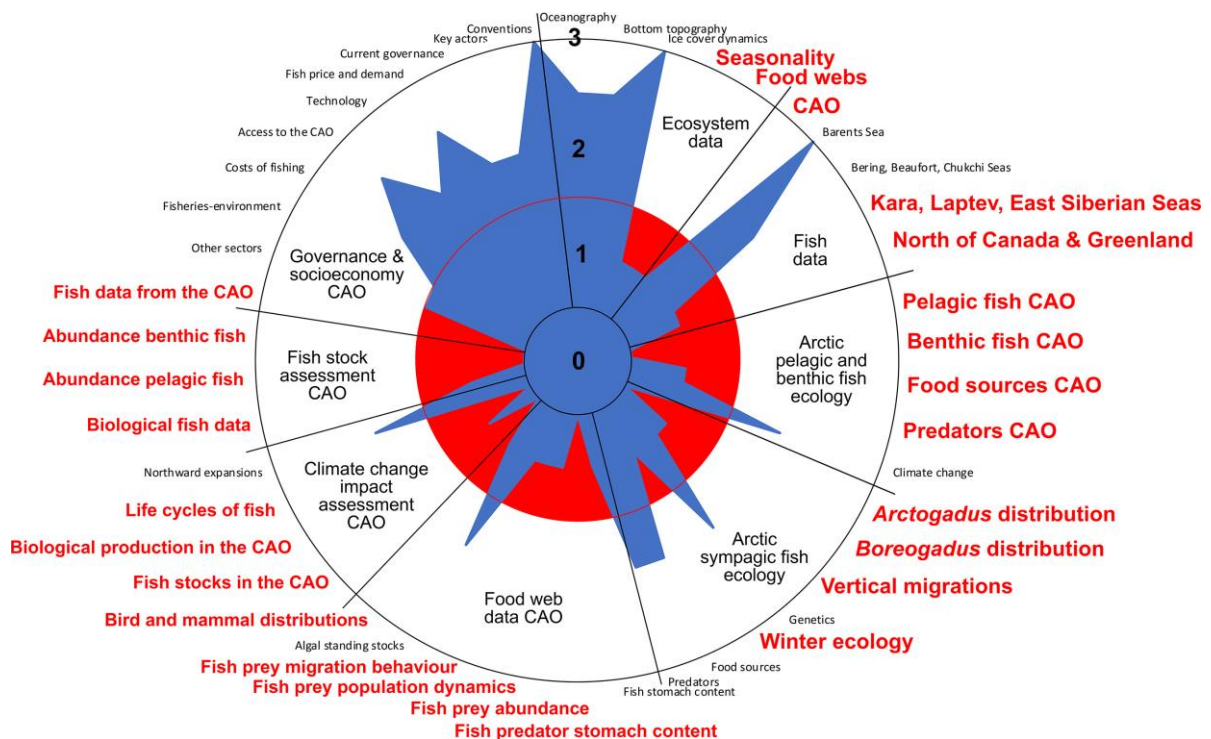 Oceanography
Conventions
Bottom topography
Key actors
3
Ice cover dynamics
Current governance
Seasonality
Fish price and demand
Food webs
Technology
CAO
Access to the CAO
Ecosystem
data
Barents Sea
2
Costs of fishing
Bering, Beaufort, Chukchi Seas
Kara, Laptev, East Siberian Seas
Fisheries-environment
North of Canada & Greenland
Other sectors
Governance &
socioeconomy
CAO
1
Fish
data
Fish data from the CAO
Pelagic fish CAO
Abundance benthic fish
Benthic fish CAO
Fish stock
assessment
CAO
0
Arctic
pelagic and
benthic fish
ecology
Abundance pelagic fish
Food sources CAO
Biological fish data
Predators CAO
Northward expansions
Climate change
Climate change
impact
assessment
CAO
Life cycles of fish
Arctogadus distribution
Biological production in the CAO
Boreogadus distribution
Arctic
sympagic fish
ecology
Fish stocks in the CAO
Vertical migrations
Food web
data CAO
Bird and mammal distributions
Genetics
Winter ecology
Algal standing stocks
Fish prey migration behaviour
Food sources
Fish prey population dynamics
Predators
Fish stomach content
Fish prey abundance
Fish predator stomach content